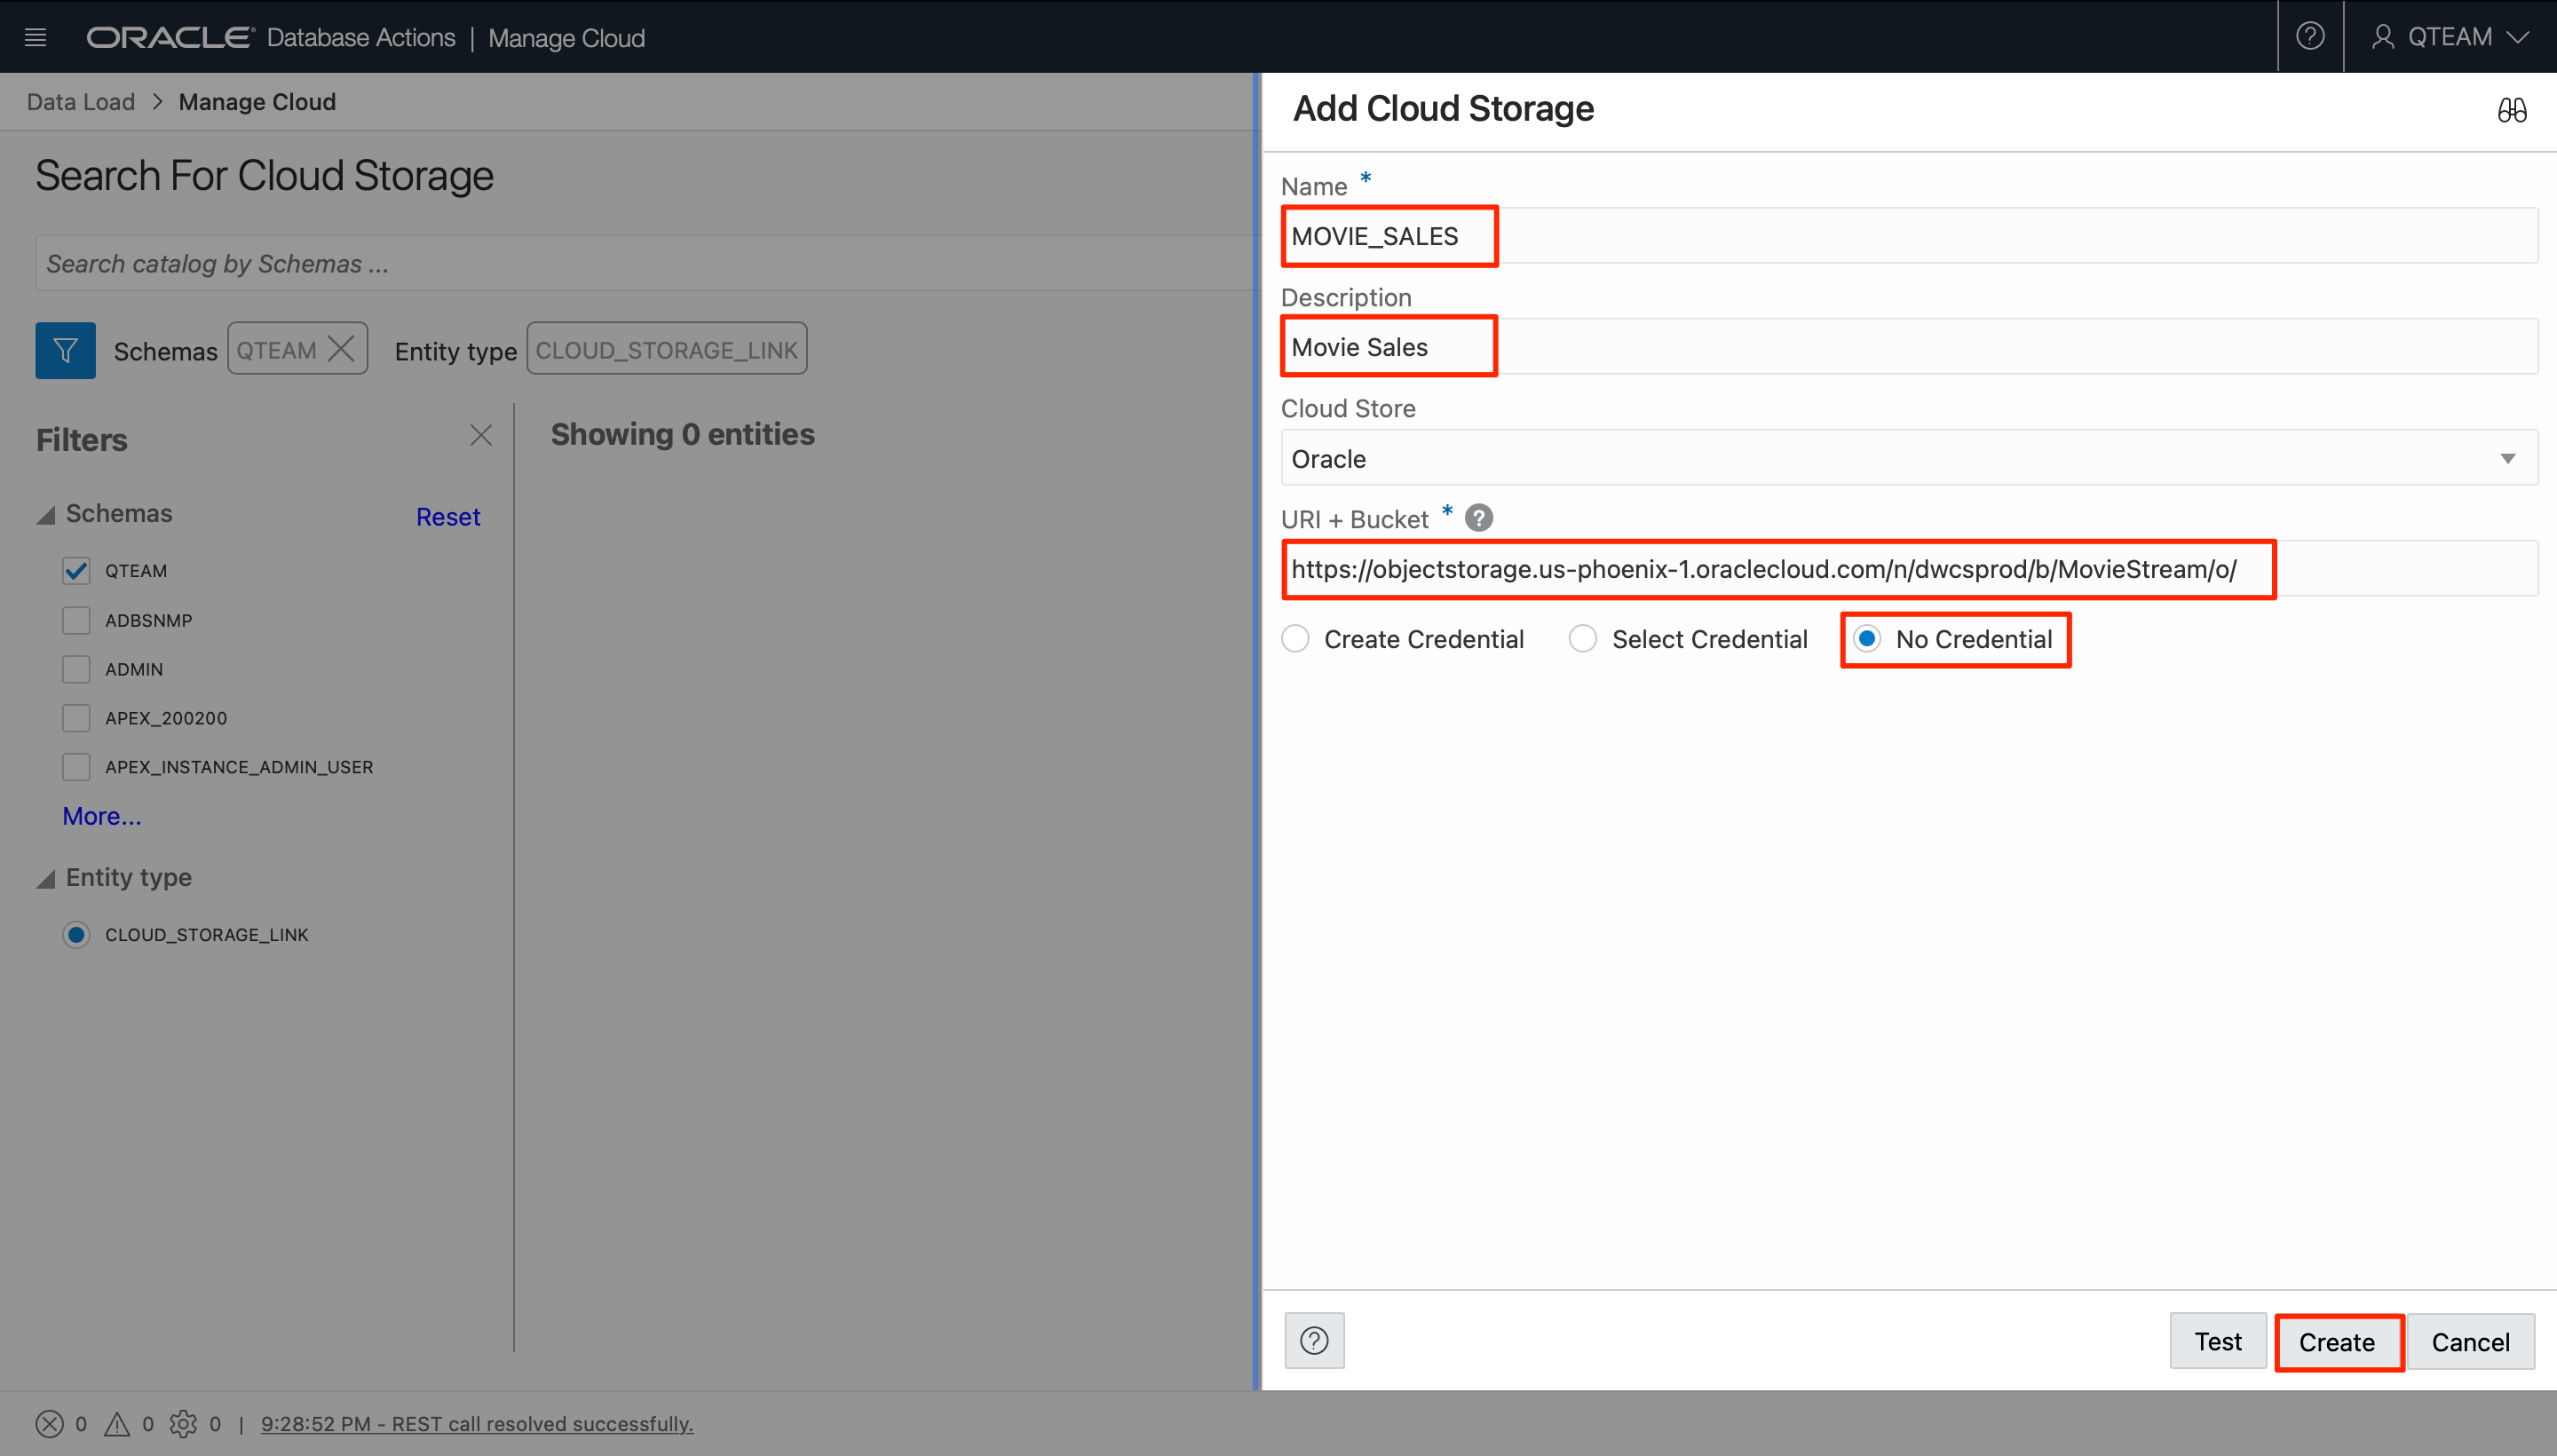 ORACLE Database Actions | Manage Cloud
QTEAM
Data Load > Manage Cloud
Search For Cloud Storage
Search catalog by Schemas ...
Schemas QTEAM Entity type CLOUD_STORAGE_LINK
Filters
Showing 0 entities
Schemas
Reset
QTEAM
ADBSNMP
ADMIN
APEX_200200
APEX_INSTANCE_ADMIN_USER
More...
Entity type
CLOUD_STORAGE_LINK
Add Cloud Storage
Name *
MOVIE_SALES
Description
Movie Sales
Cloud Store
Oracle
URI + Bucket * ?
https://objectstorage.us-phoenix-1.oraclecloud.com/n/dwcsprod/b/MovieStream/o/
Create Credential Select Credential No Credential
?
Test Create Cancel
0 0 0 | 9:28:52 PM - REST call resolved successfully.